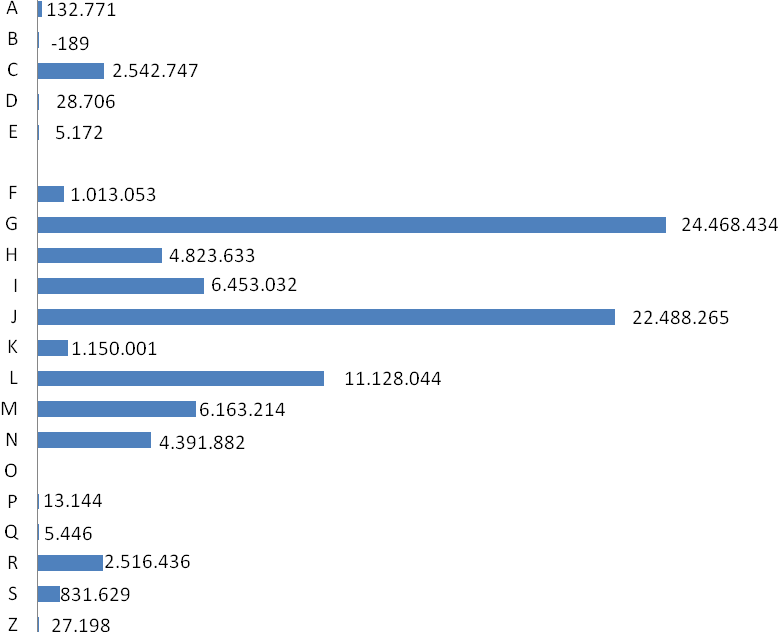 A 132.771
B -189
C 2.542.747
D 28.706
E 5.172
F 1.013.053
G 24.468.434
H 4.823.633
I 6.453.032
J 22.488.265
K 1.150.001
L 11.128.044
M 6.163.214
N 4.391.882
O
P 13.144
Q 5.446
R 2.516.436
S 831.629
Z 27.198